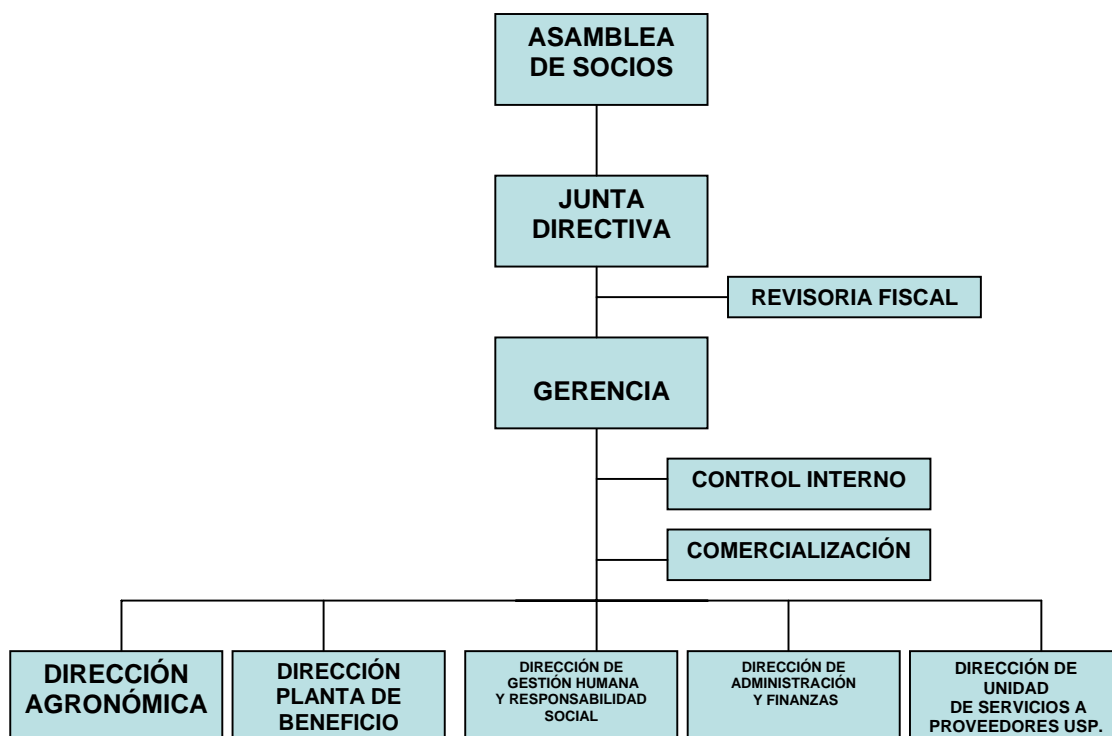 ASAMBLEA
DE SOCIOS
JUNTA
DIRECTIVA
REVISORIA FISCAL
GERENCIA
CONTROL INTERNO
COMERCIALIZACIÓN
DIRECCIÓN
AGRONÓMICA
DIRECCIÓN
PLANTA DE
BENEFICIO
DIRECCIÓN DE
GESTIÓN HUMANA
Y RESPONSABILIDAD
SOCIAL
DIRECCIÓN DE
ADMINISTRACIÓN
Y FINANZAS
DIRECCIÓN DE
UNIDAD
DE SERVICIOS A
PROVEEDORES USP.